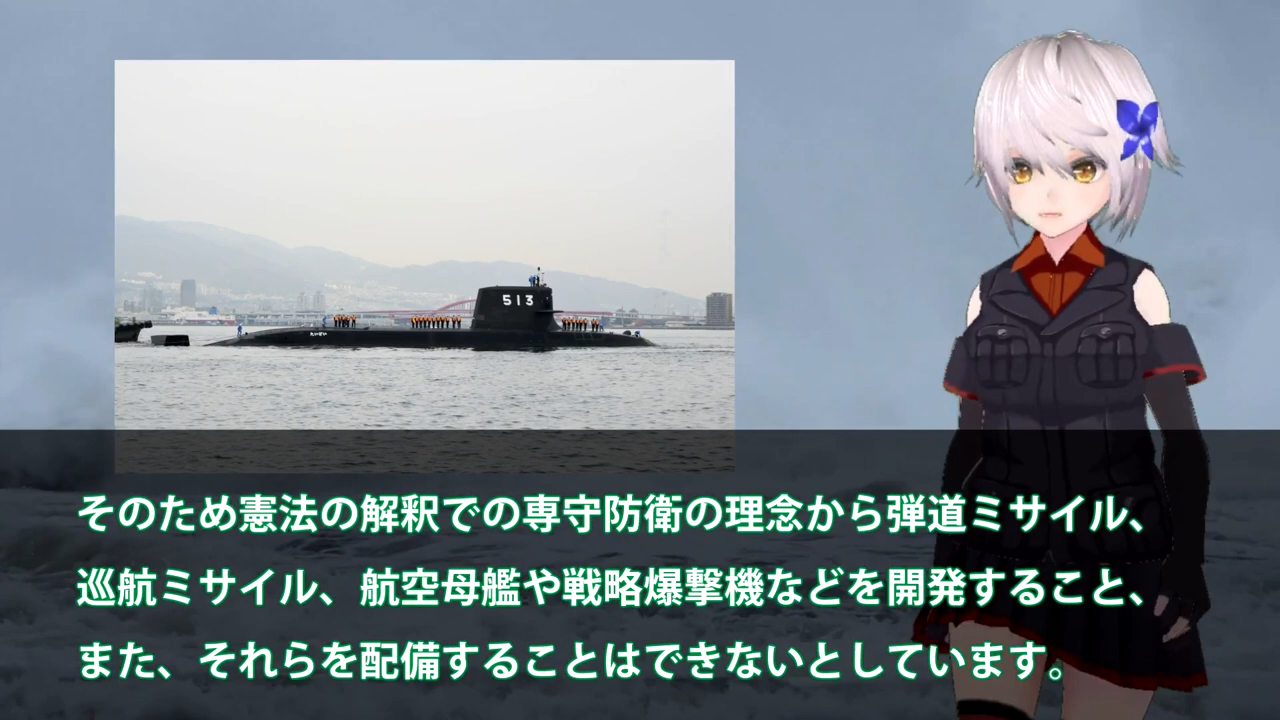 513
そのため憲法の解釈での専守防衛の理念から弾道ミサイル、
巡航ミサイル、航空母艦や戦略爆撃機などを開発すること、
また、それらを配備することはできないとしています。